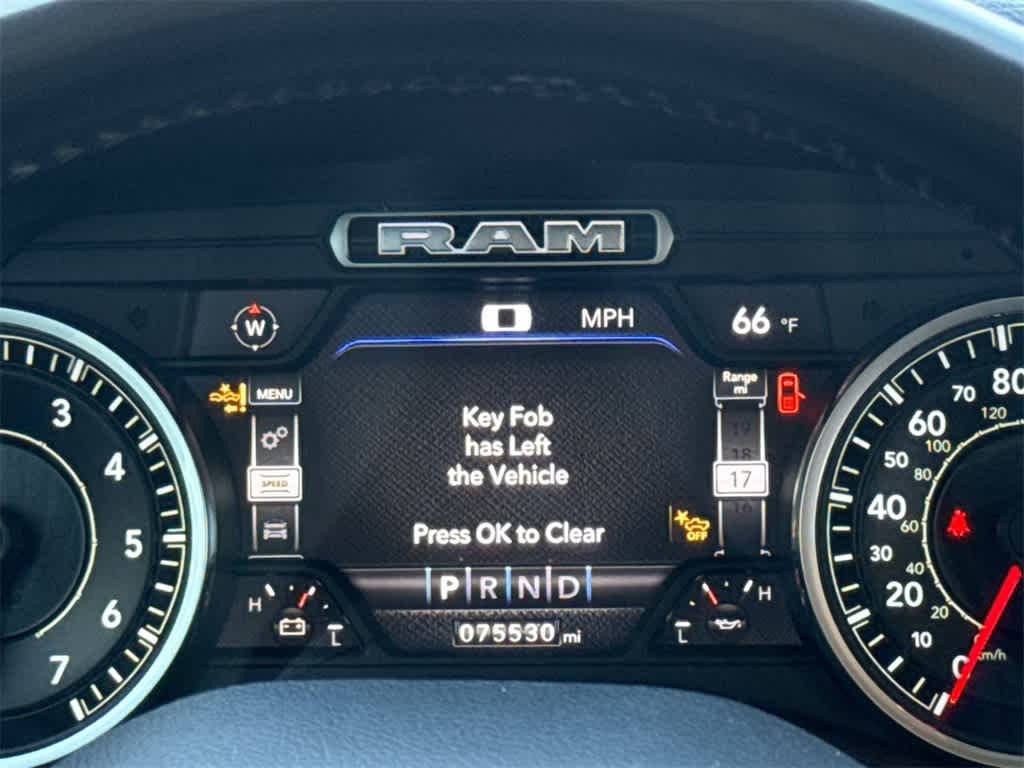 RAM
W
0 MPH
66 °F
MENU
Range
mi
19
18
17
16
SPEED
Key Fob
has Left
the Vehicle
Press OK to Clear
OFF
P R N D
075530 mi
H
L
H
L
3
4
5
6
7
0
10
20
30
40
50
60
70
80
20
40
60
80
100
120
km/h